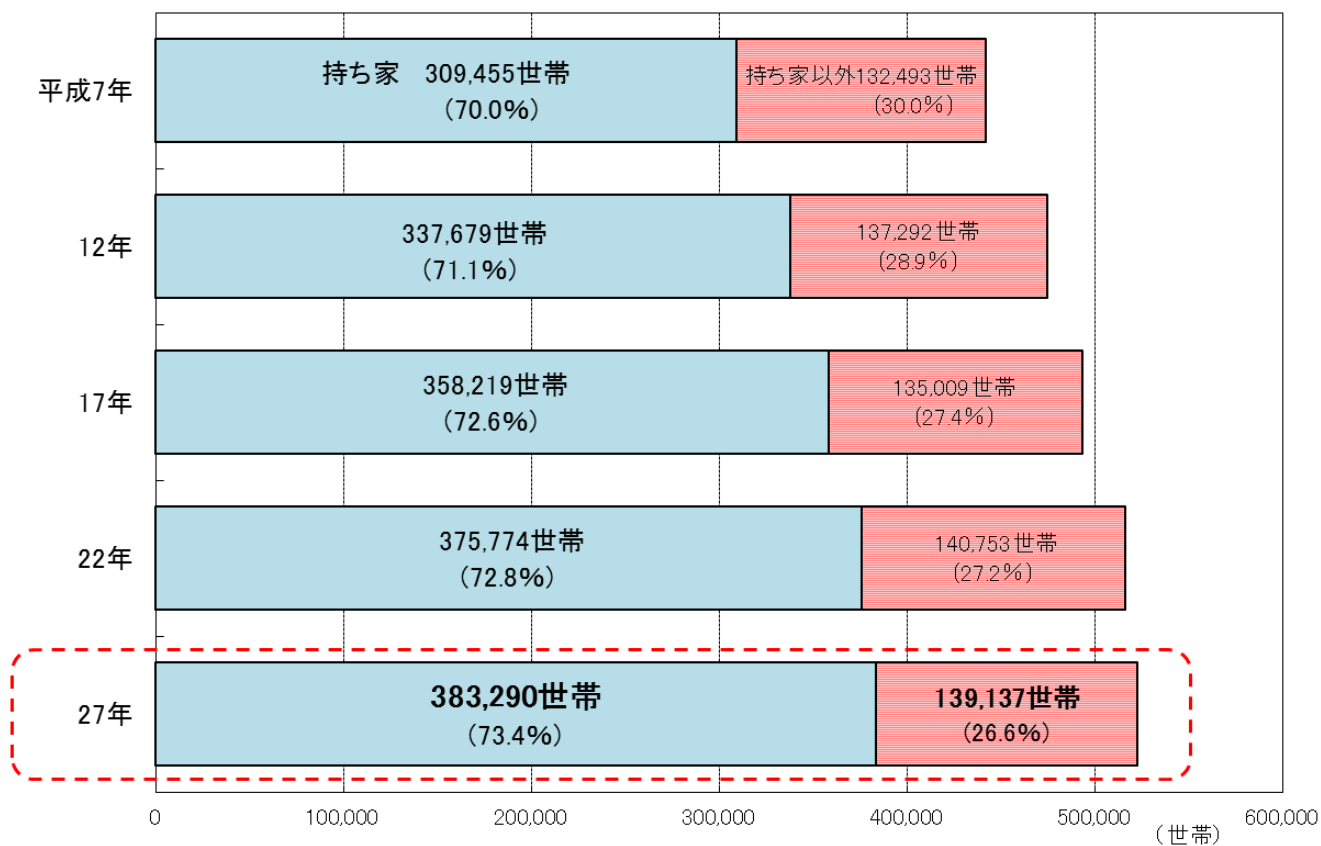 平成7年
持ち家　309,455世帯
(70.0%)
持ち家以外132,493世帯
(30.0%)
12年
337,679世帯
(71.1%)
137,292世帯
(28.9%)
17年
358,219世帯
(72.6%)
135,009世帯
(27.4%)
22年
375,774世帯
(72.8%)
140,753世帯
(27.2%)
27年
383,290世帯
(73.4%)
139,137世帯
(26.6%)
0 100,000 200,000 300,000 400,000 500,000 600,000
(世帯)